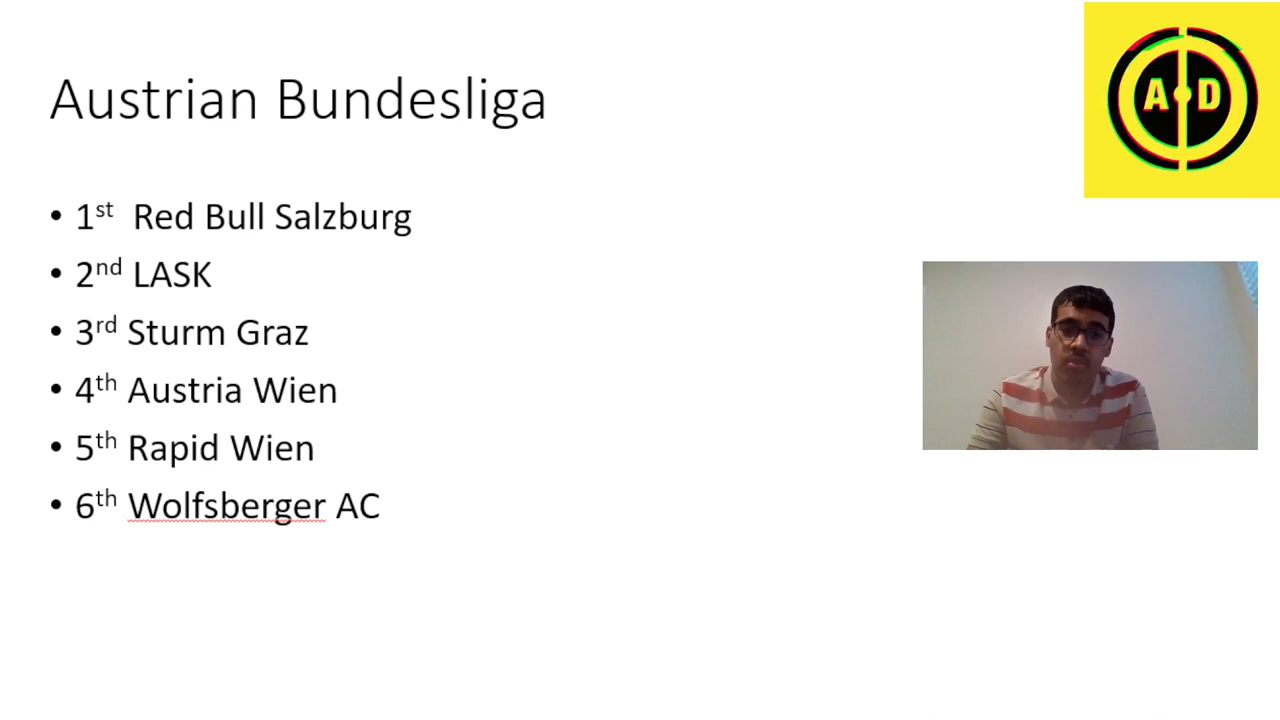 Austrian Bundesliga
A D
• 1st Red Bull Salzburg
• 2nd LASK
• 3rd Sturm Graz
• 4th Austria Wien
• 5th Rapid Wien
• 6th Wolfsberger AC